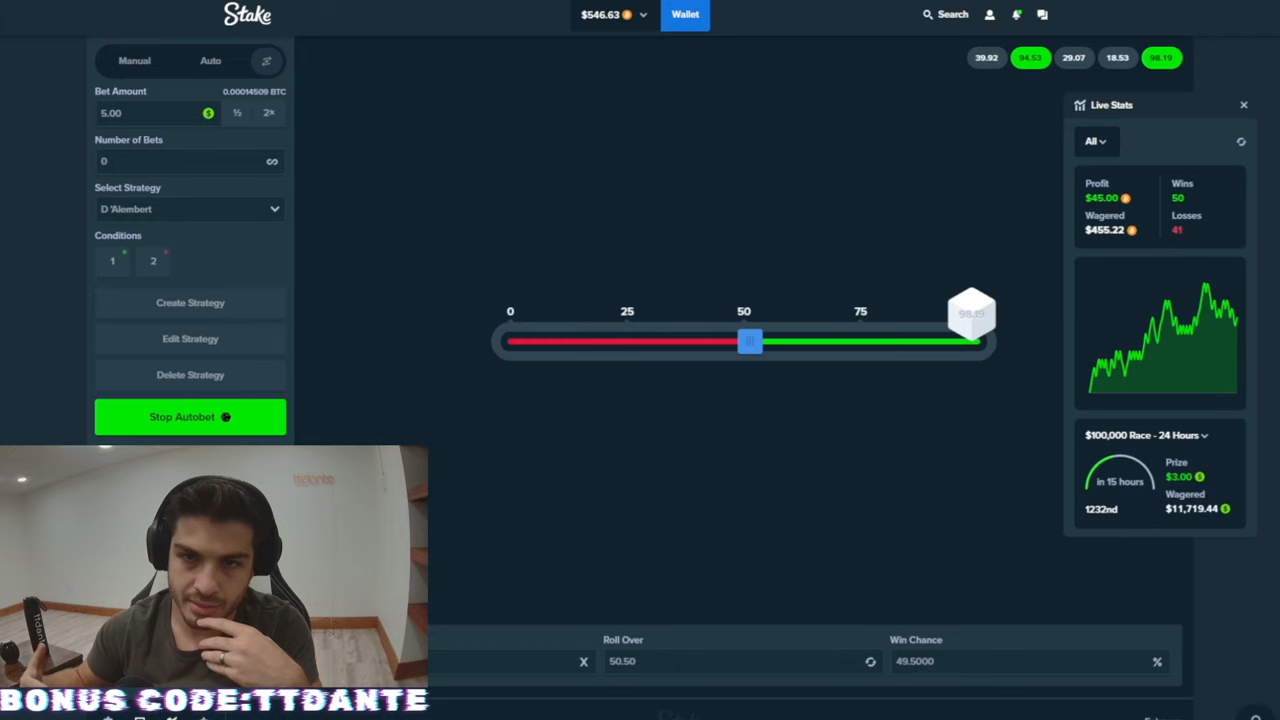 Stake
$546.63
Wallet
Search
Manual
Auto
39.92
94.53
29.07
18.53
98.19
Bet Amount
0.00014509 BTC
5.00
½
2×
Number of Bets
0
Select Strategy
D 'Alembert
Conditions
1
2
Create Strategy
Edit Strategy
Delete Strategy
Stop Autobet
0
25
50
75
98.19
Live Stats
All
Profit
$45.00
Wins
50
Wagered
$455.22
Losses
41
$100,000 Race - 24 Hours
in 15 hours
Prize
$3.00
Wagered
$11,719.44
1232nd
ttdante
Roll Over
50.50
Win Chance
49.5000
%
BONUS CODE:TTDANTE